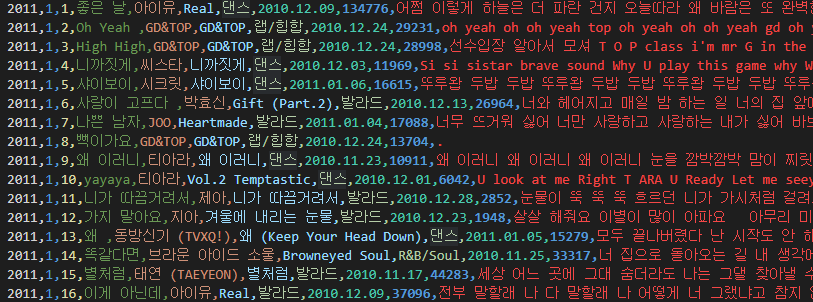 2011,1,1,좋은 날,아이유,Real,댄스,2010.12.09,134776,어쩜 이렇게 하늘은 더 파란 건지 오늘따라 왜 바람은 또 완벽
2011,1,2,Oh Yeah ,GD&TOP,GD&TOP,랩/힙합,2010.12.24,29231,oh yeah oh oh yeah top oh yeah oh oh yeah gd oh y
2011,1,3,High High,GD&TOP,GD&TOP,랩/힙합,2010.12.24,28998,선수입장 알아서 모셔 T O P class i'm mr G in the
2011,1,4,니까짓게,씨스타,니까짓게,댄스,2010.12.03,11969,Si si sistar brave sound Why U play this game why W
2011,1,5,샤이보이,시크릿,샤이보이,댄스,2011.01.06,16615,뚜루왑 두밥 두밥 뚜루왑 두밥 두밥 뚜루왑 두밥 두밥 뚜루
2011,1,6,사랑이 고프다 ,박효신,Gift (Part.2),발라드,2010.12.13,26964,너와 헤어지고 매일 밤 하는 일 너의 집 앞에
2011,1,7,나쁜 남자,JOO,Heartmade,발라드,2011.01.04,17088,너무 뜨거워 싫어 너만 사랑하고 사랑하는 내가 싫어 바보
2011,1,8,뻑이가요,GD&TOP,GD&TOP,랩/힙합,2010.12.24,13704,.
2011,1,9,왜 이러니,티아라,왜 이러니,댄스,2010.11.23,10911,왜 이러니 왜 이러니 왜 이러니 눈을 깜박깜박 맘이 찌릿
2011,1,10,yayaya,티아라,Vol.2 Temptastic,댄스,2010.12.01,6042,U look at me Right T ARA U Ready Let me seey
2011,1,11,니가 따끔거려서,제아,니가 따끔거려서,발라드,2010.12.28,2852,눈물이 뚝 뚝 뚝 흐르던 니가 가시처럼 걸려
2011,1,12,가지 말아요,지아,겨울에 내리는 눈물,발라드,2010.12.23,1948,살살 해줘요 이별이 많이 아파요 아무리 미
2011,1,13,왜 ,동방신기 (TVXQ!),왜 (Keep Your Head Down),댄스,2011.01.05,15279,모두 끝나버렸다 난 시작도 안 해
2011,1,14,똑같다면,브라운 아이드 소울,Browneyed Soul,R&B/Soul,2010.11.25,33317,너 집으로 돌아오는 길 내 생각에
2011,1,15,별처럼,태연 (TAEYEON),별처럼,발라드,2010.11.17,44283,세상 어느 곳에 그대 숨더라도 나는 그댈 찾아낼 수
2011,1,16,이게 아닌데,아이유,Real,발라드,2010.12.09,37096,전부 망할래 나 다 망할래 나 어떻게 너 그랬냐고 참지 않